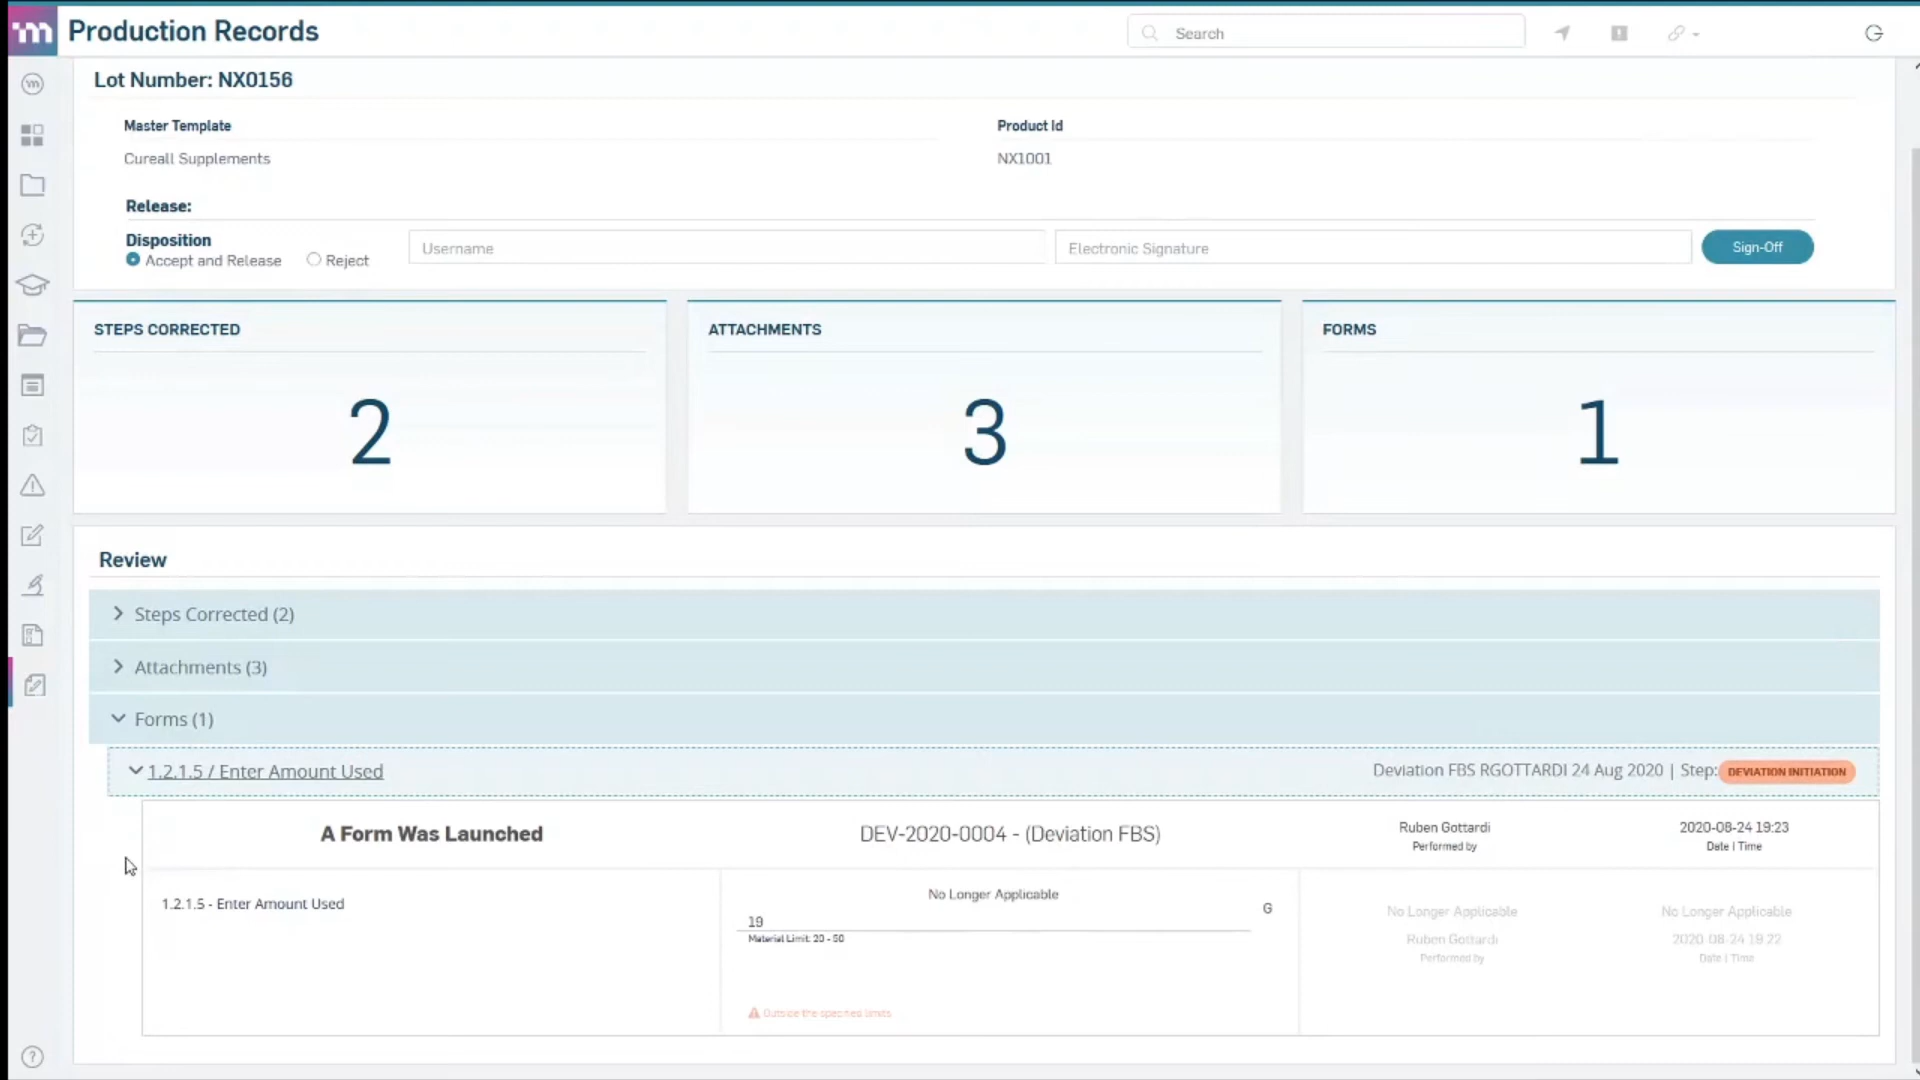 Production Records
Search
Lot Number: NX0156
Master Template
Product Id
Cureall Supplements
NX1001
Release:
Disposition
Accept and Release
Reject
Username
Electronic Signature
Sign-Off
STEPS CORRECTED
ATTACHMENTS
FORMS
2
3
1
Review
Steps Corrected (2)
Attachments (3)
Forms (1)
1.2.1.5 / Enter Amount Used
Deviation FBS RGOTTARDI 24 Aug 2020 | Step: DEVIATION INITIATION
A Form Was Launched
DEV-2020-0004 - (Deviation FBS)
Ruben Gottardi
Performed by
2020-08-24 19:23
Date | Time
1.2.1.5 - Enter Amount Used
No Longer Applicable
19
G
Material Limit: 20 - 50
Outside the specified limits
No Longer Applicable
Ruben Gottardi
Performed by
No Longer Applicable
2020-08-24 19:22
Date | Time